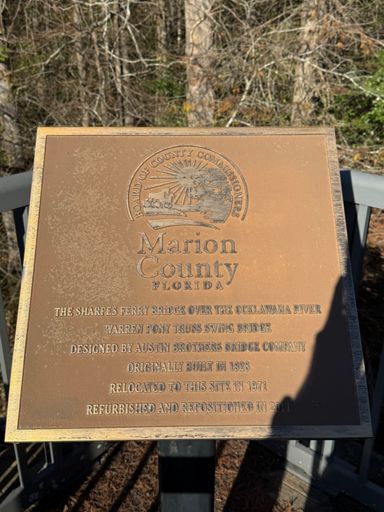 BOARD OF COUNTY COMMISSIONERS
Marion
County
FLORIDA
THE SHARPES FERRY BRIDGE OVER THE OCKLAWAHA RIVER
WARREN PONY TRUSS SWING BRIDGE
DESIGNED BY AUSTIN BROTHERS BRIDGE COMPANY
ORIGINALLY BUILT IN
RELOCATED TO THIS SITE IN 1971
REFURBISHED AND REPOSITIONED IN